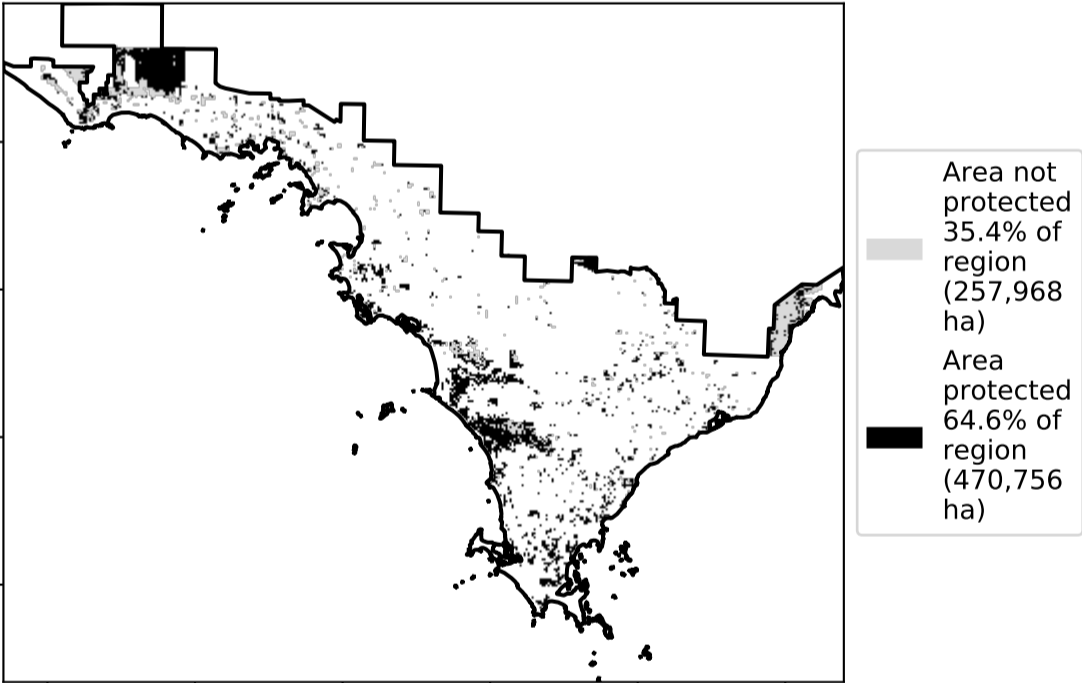 Area not
protected
35.4% of
region
(257,968
ha)
Area
protected
64.6% of
region
(470,756
ha)